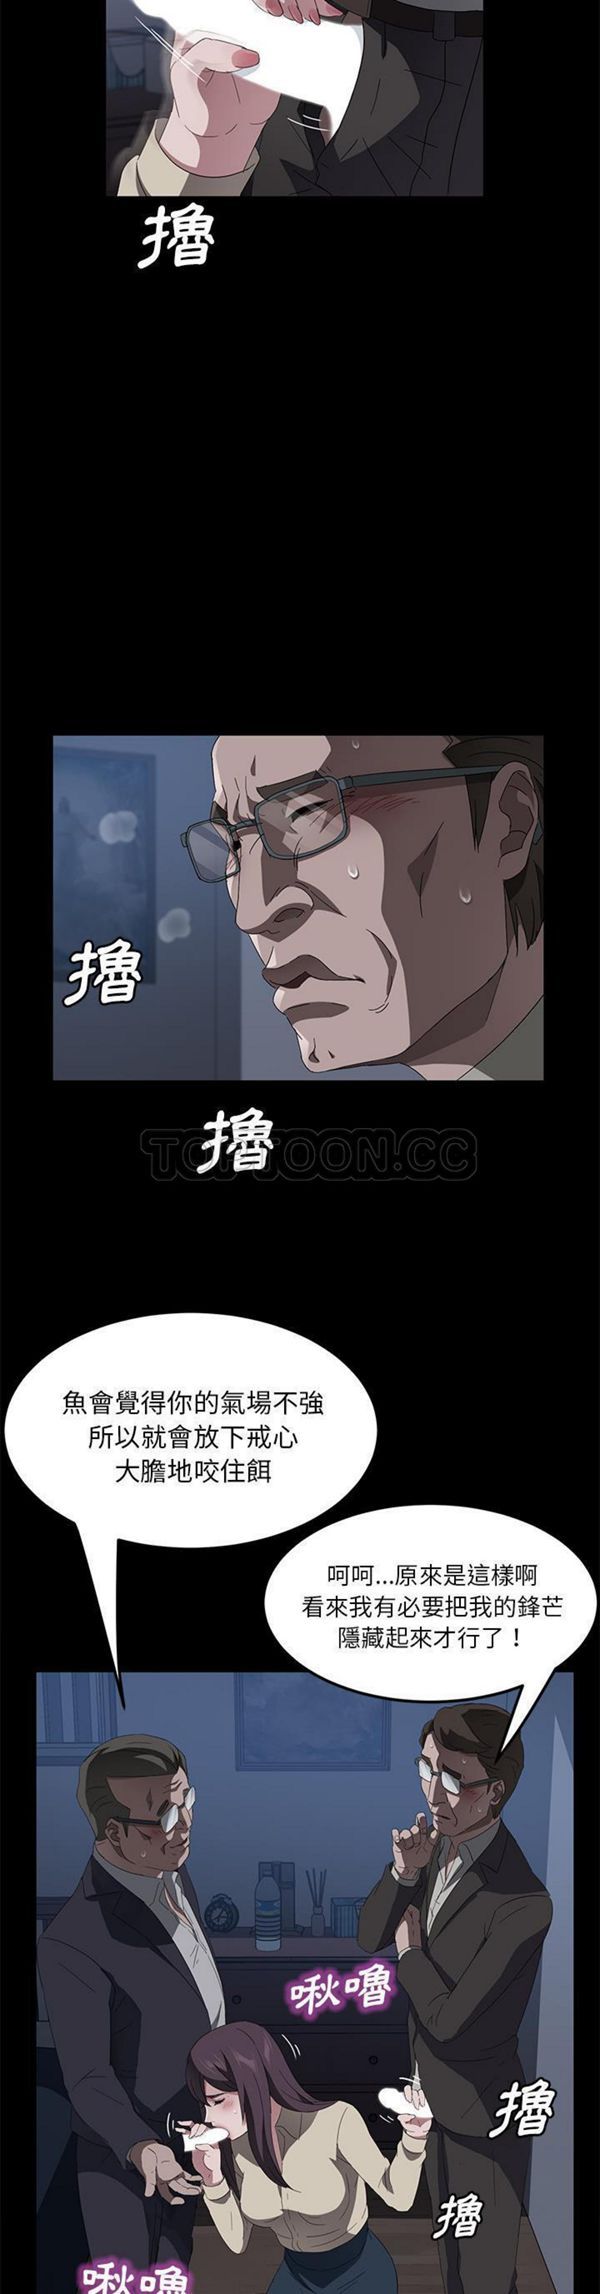 擼
擼
擼
TOPTOON.CC
魚會覺得你的氣場不強
所以就會放下戒心
大膽地咬住餌
呵呵...原來是這樣啊
看來我有必要把我的鋒芒
隱藏起來才行了！
啾嚕
擼
擼
啾嚕